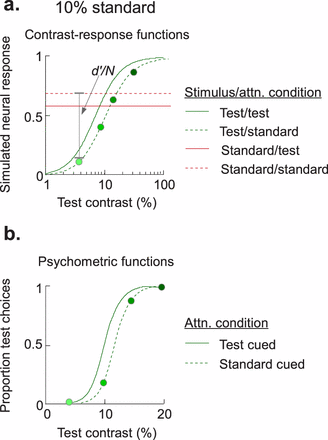 a.
10% standard
Contrast-response functions
d'/N
Simulated neural response
1
0.5
0
1
10
100
Test contrast (%)
Stimulus/attn. condition
Test/test
Test/standard
Standard/test
Standard/standard
b.
Psychometric functions
Proportion test choices
1
0.5
0
0
10
20
Test contrast (%)
Attn. condition
Test cued
Standard cued